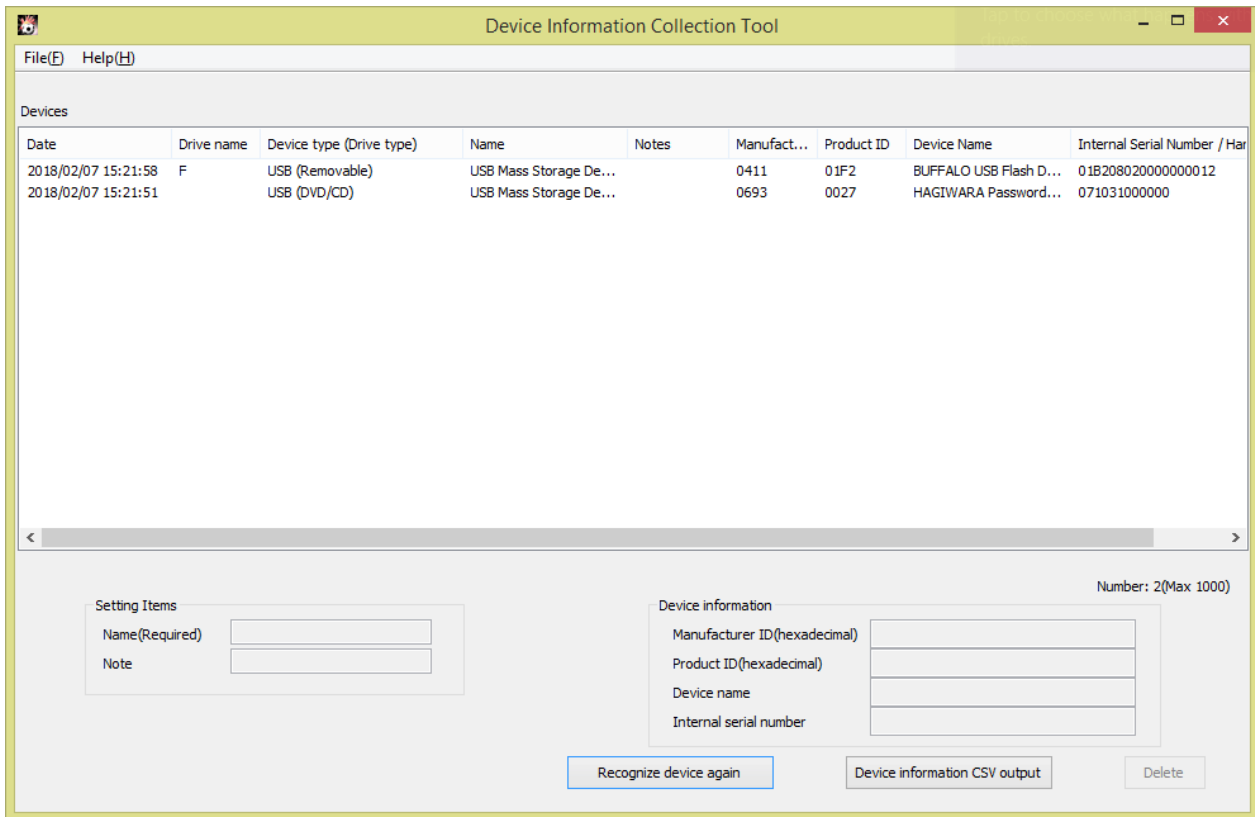 Device Information Collection Tool
File(F) Help(H)
Devices
Date Drive name Device type (Drive type) Name Notes Manufact... Product ID Device Name Internal Serial Number / Har
2018/02/07 15:21:58 F USB (Removable) USB Mass Storage De... 0411 01F2 BUFFALO USB Flash D... 01B208020000000012
2018/02/07 15:21:51 USB (DVD/CD) USB Mass Storage De... 0693 0027 HAGIWARA Password... 071031000000
Number: 2(Max 1000)
Setting Items
Name(Required)
Note
Device information
Manufacturer ID(hexadecimal)
Product ID(hexadecimal)
Device name
Internal serial number
Recognize device again Device information CSV output Delete